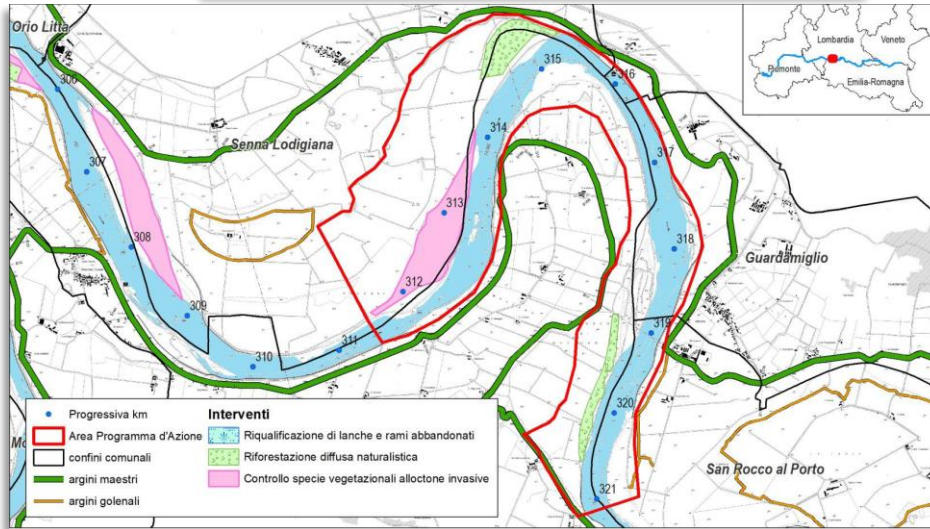 Orio Litta
Lombardia
Veneto
Piemonte
Emilia-Romagna
315
316
306
314
Senna Lodigiana
307
317
313
308
318
Guardamiglio
312
309
319
311
310
320
San Rocco al Porto
321
Progressiva km
Area Programma d'Azione
confini comunali
argini maestri
argini golenali
Interventi
Riqualificazione di lanche e rami abbandonati
Riforestazione diffusa naturalistica
Controllo specie vegetazionali alloctone invasive